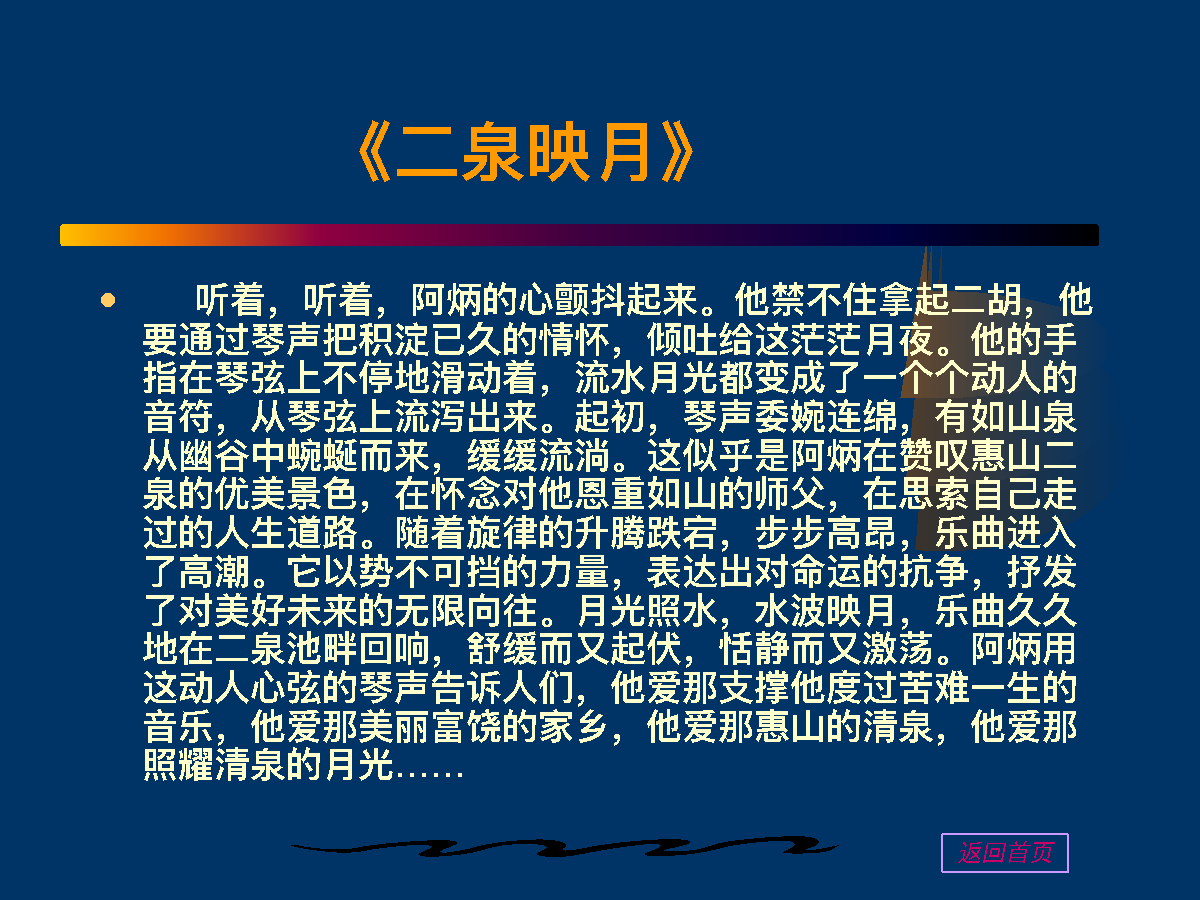 《二泉映月》
听着，听着，阿炳的心颤抖起来。他禁不住拿起二胡，他
要通过琴声把积淀已久的情怀，倾吐给这茫茫月夜。他的手
指在琴弦上不停地滑动着，流水月光都变成了一个个动人的
音符，从琴弦上流泻出来。起初，琴声委婉连绵，有如山泉
从幽谷中蜿蜒而来，缓缓流淌。这似乎是阿炳在赞叹惠山二
泉的优美景色，在怀念对他恩重如山的师父，在思索自己走
过的人生道路。随着旋律的升腾跌宕，步步高昂，乐曲进入
了高潮。它以势不可挡的力量，表达出对命运的抗争，抒发
了对美好未来的无限向往。月光照水，水波映月，乐曲久久
地在二泉池畔回响，舒缓而又起伏，恬静而又激荡。阿炳用
这动人心弦的琴声告诉人们，他爱那支撑他度过苦难一生的
音乐，他爱那美丽富饶的家乡，他爱那惠山的清泉，他爱那
照耀清泉的月光……
返回首页